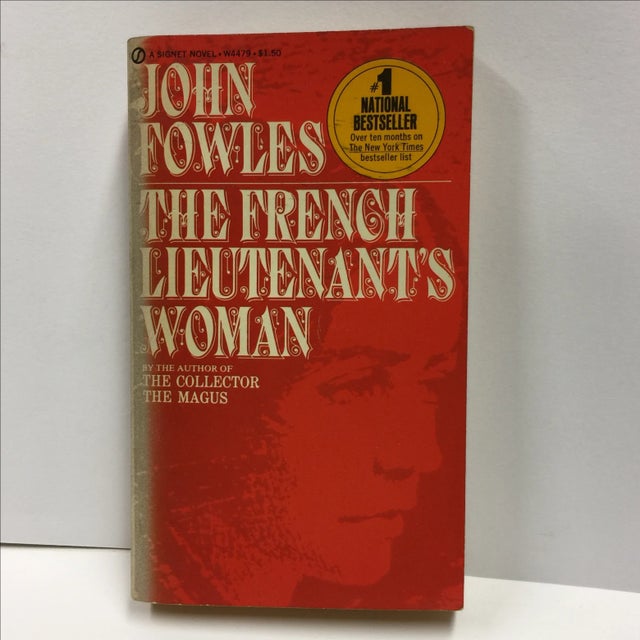 A SIGNET NOVEL • W4479 • $1.50
JOHN
FOWLES
#1
NATIONAL
BESTSELLER
Over ten months on
The New York Times
bestseller list
THE FRENCH
LIEUTENANT'S
WOMAN
BY THE AUTHOR OF
THE COLLECTOR
THE MAGUS